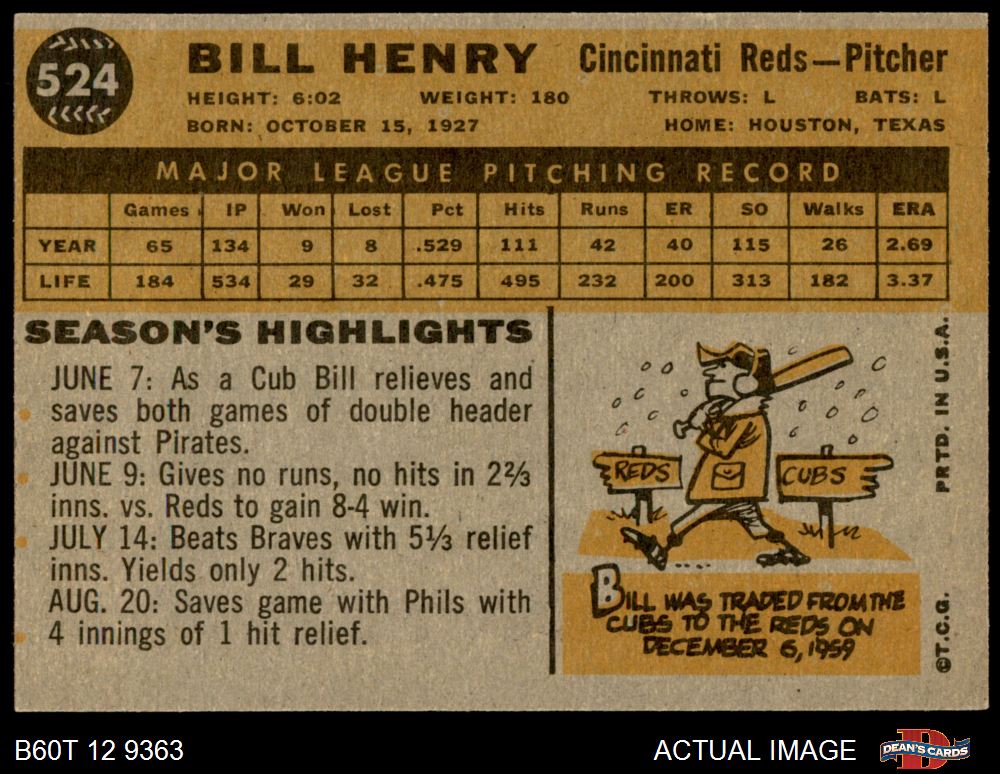 524
BILL HENRY Cincinnati Reds—Pitcher
HEIGHT: 6:02 WEIGHT: 180 THROWS: L BATS: L
BORN: OCTOBER 15, 1927 HOME: HOUSTON, TEXAS
MAJOR LEAGUE PITCHING RECORD
Games IP Won Lost Pct Hits Runs ER SO Walks ERA
YEAR 65 134 9 8 .529 111 42 40 115 26 2.69
LIFE 184 534 29 32 .475 495 232 200 313 182 3.37
SEASON'S HIGHLIGHTS
JUNE 7: As a Cub Bill relieves and
saves both games of double header
against Pirates.
JUNE 9: Gives no runs, no hits in 2⅔
inns. vs. Reds to gain 8-4 win.
JULY 14: Beats Braves with 5⅓ relief
inns. Yields only 2 hits.
AUG. 20: Saves game with Phils with
4 innings of 1 hit relief.
REDS
CUBS
BILL WAS TRADED FROM THE
CUBS TO THE REDS ON
DECEMBER 6, 1959
PRTD. IN U.S.A.
©T.C.G.
B60T 12 9363
ACTUAL IMAGE
DEAN'S CARDS